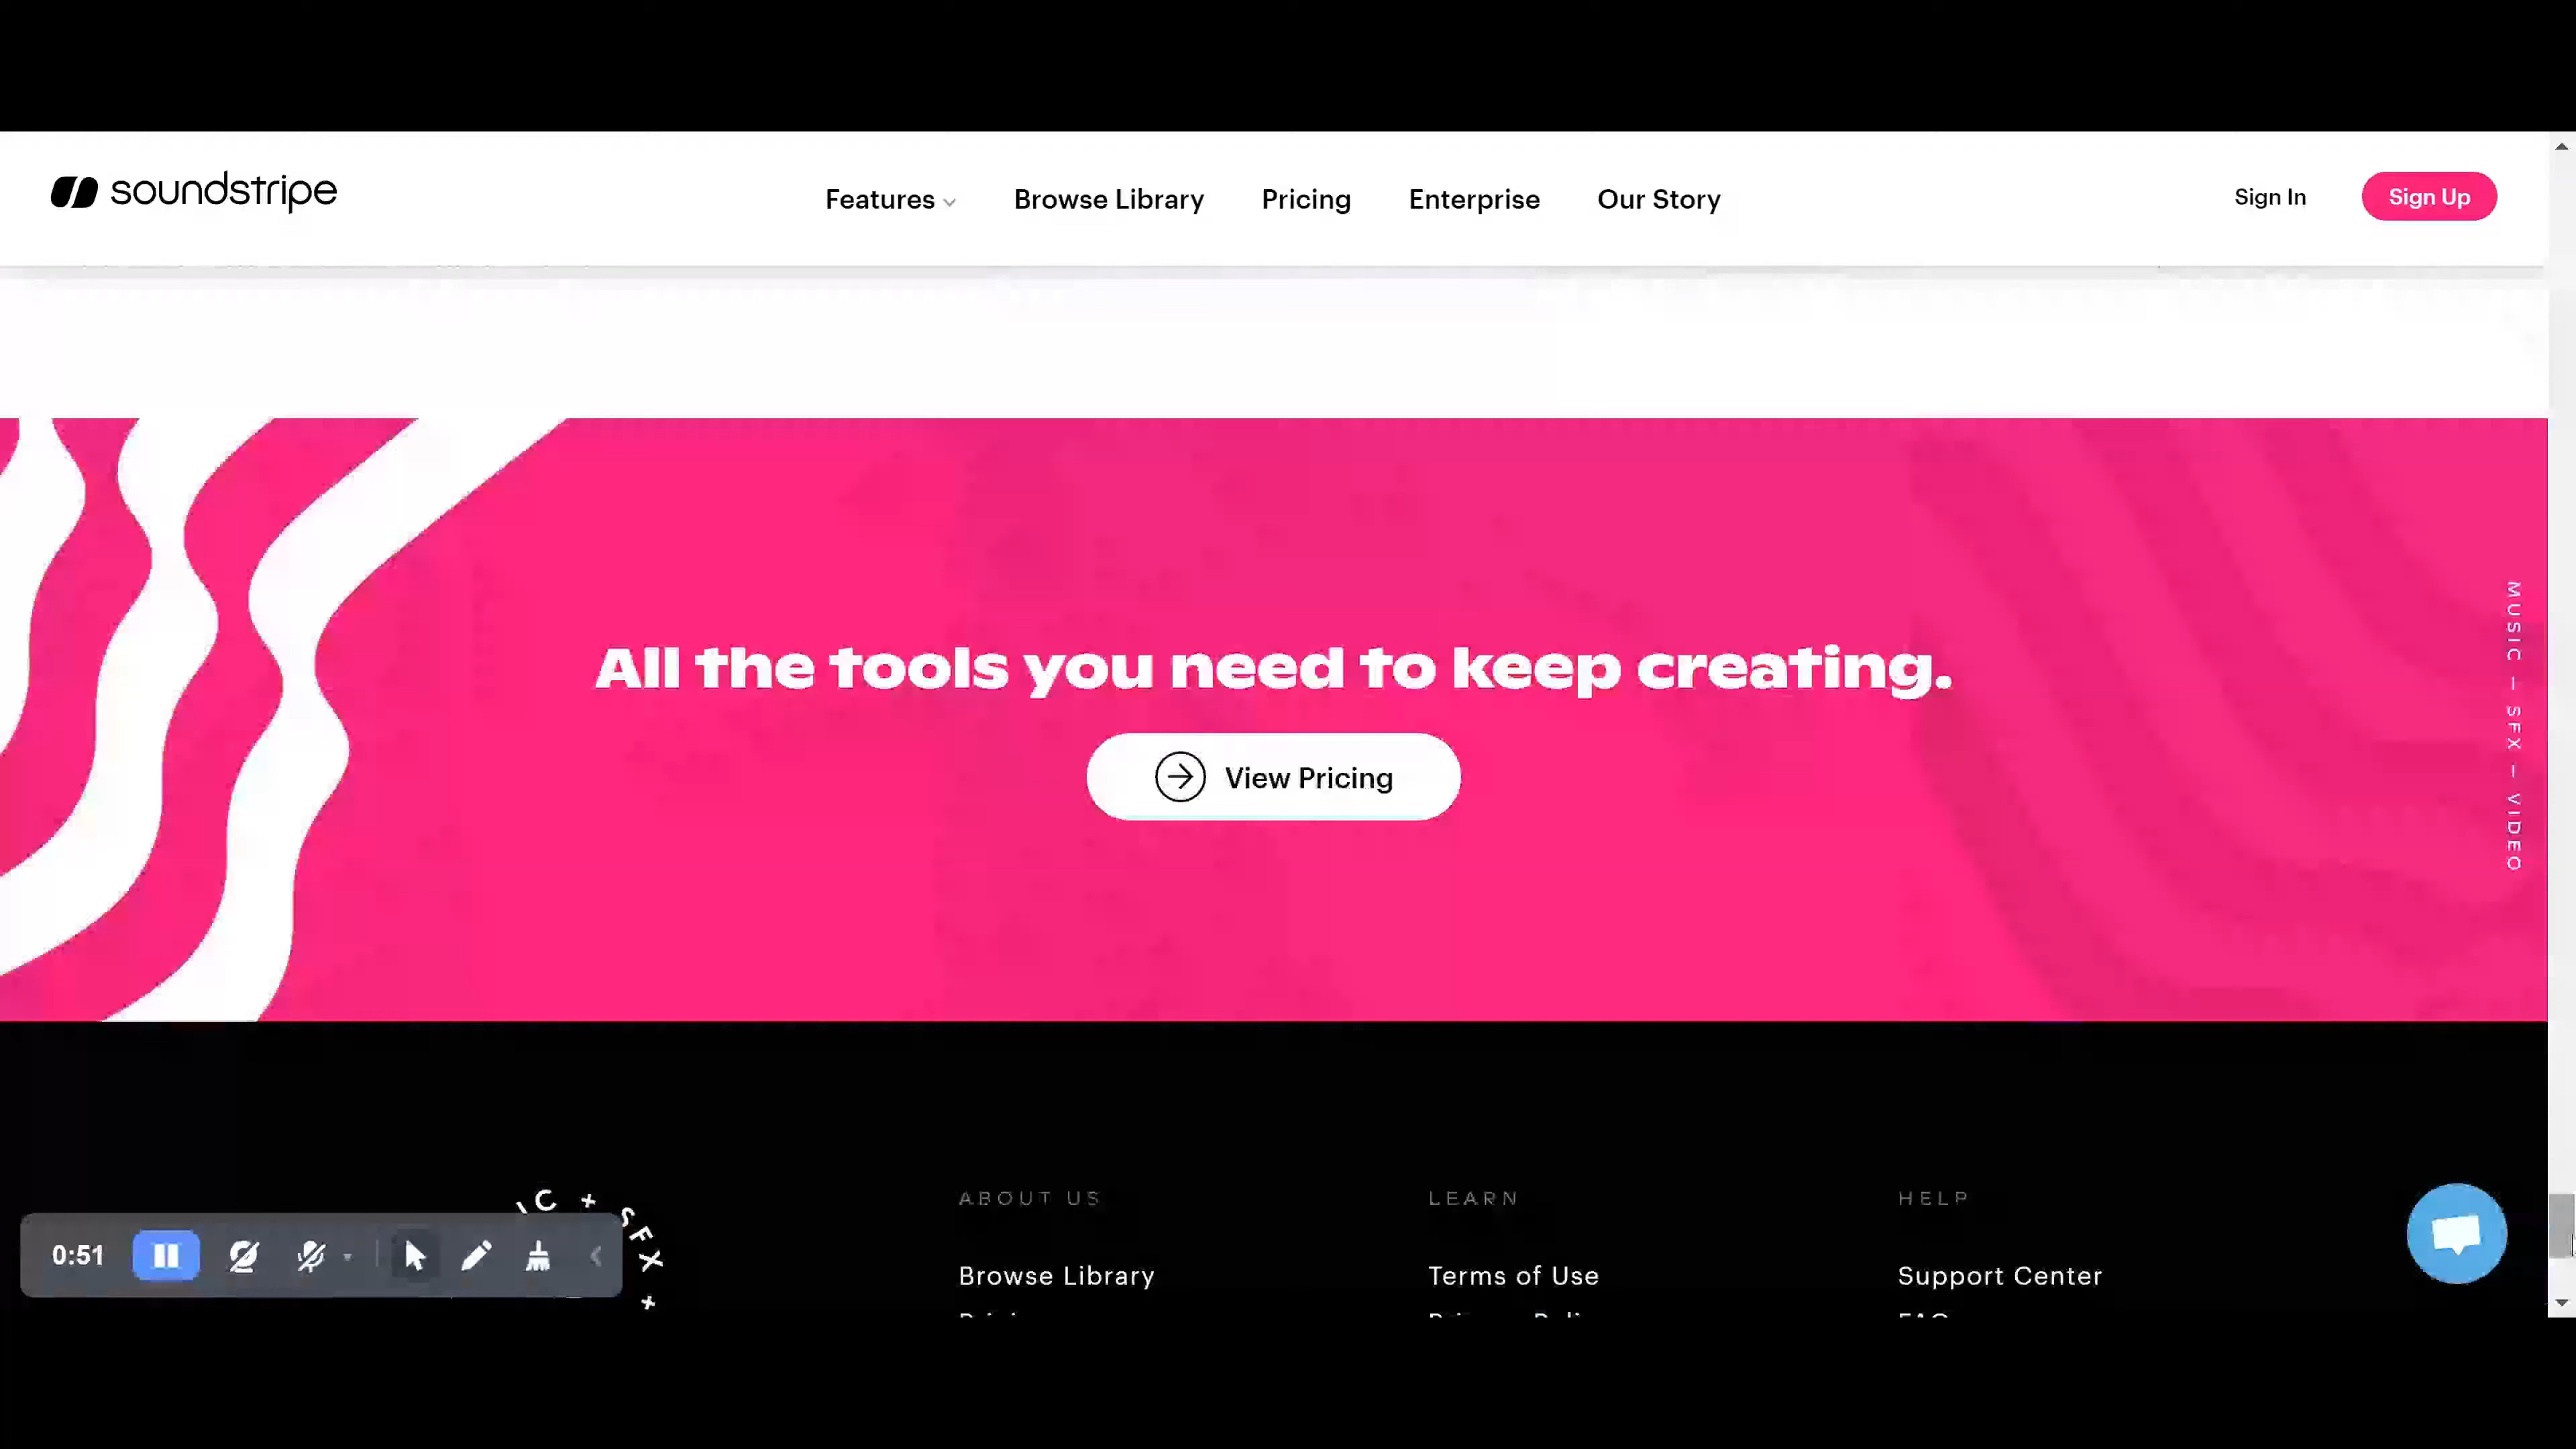 soundstripe
Features
Browse Library
Pricing
Enterprise
Our Story
Sign In
Sign Up
All the tools you need to keep creating.
View Pricing
MUSIC – SFX – VIDEO
IC + SFX +
ABOUT US
LEARN
HELP
Browse Library
Terms of Use
Support Center
0:51